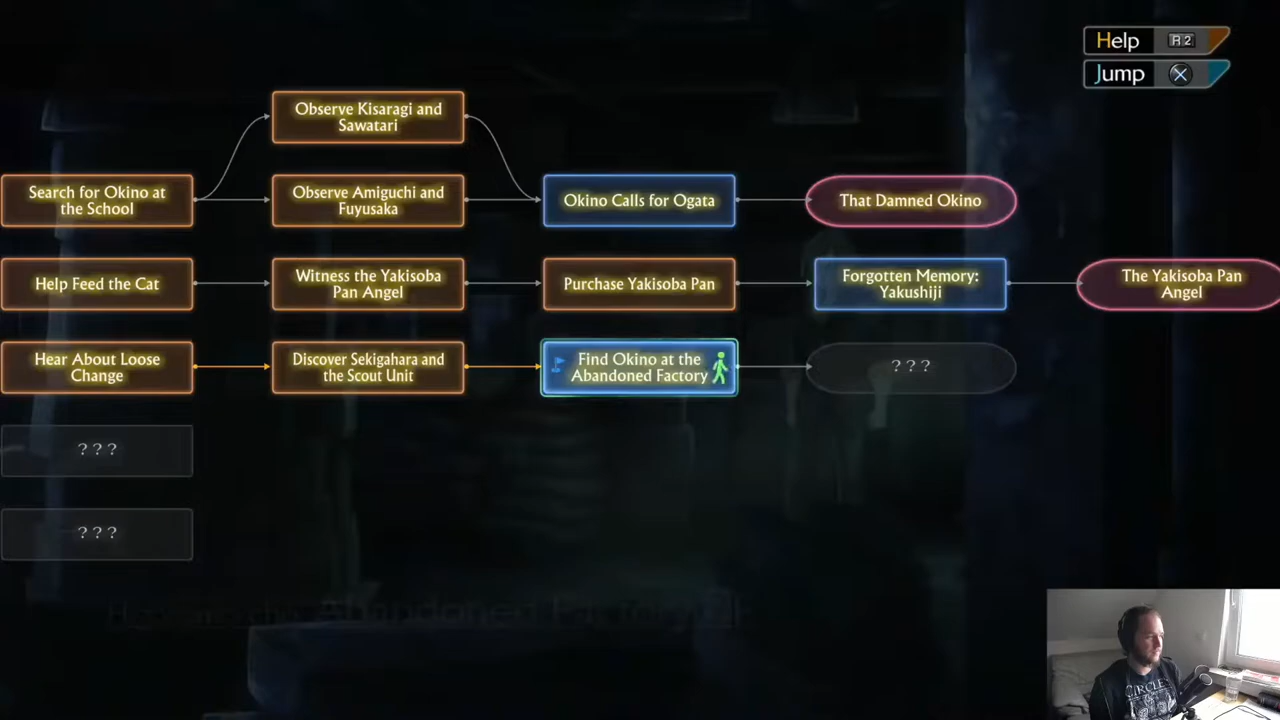 Help R2
Jump
Observe Kisaragi and
Sawatari
Search for Okino at
the School
Observe Amiguchi and
Fuyusaka
Okino Calls for Ogata
That Damned Okino
Help Feed the Cat
Witness the Yakisoba
Pan Angel
Purchase Yakisoba Pan
Forgotten Memory:
Yakushiji
The Yakisoba Pan
Angel
Hear About Loose
Change
Discover Sekigahara and
the Scout Unit
Find Okino at the
Abandoned Factory
???
???
???
Abandoned Factory
CIRCLE